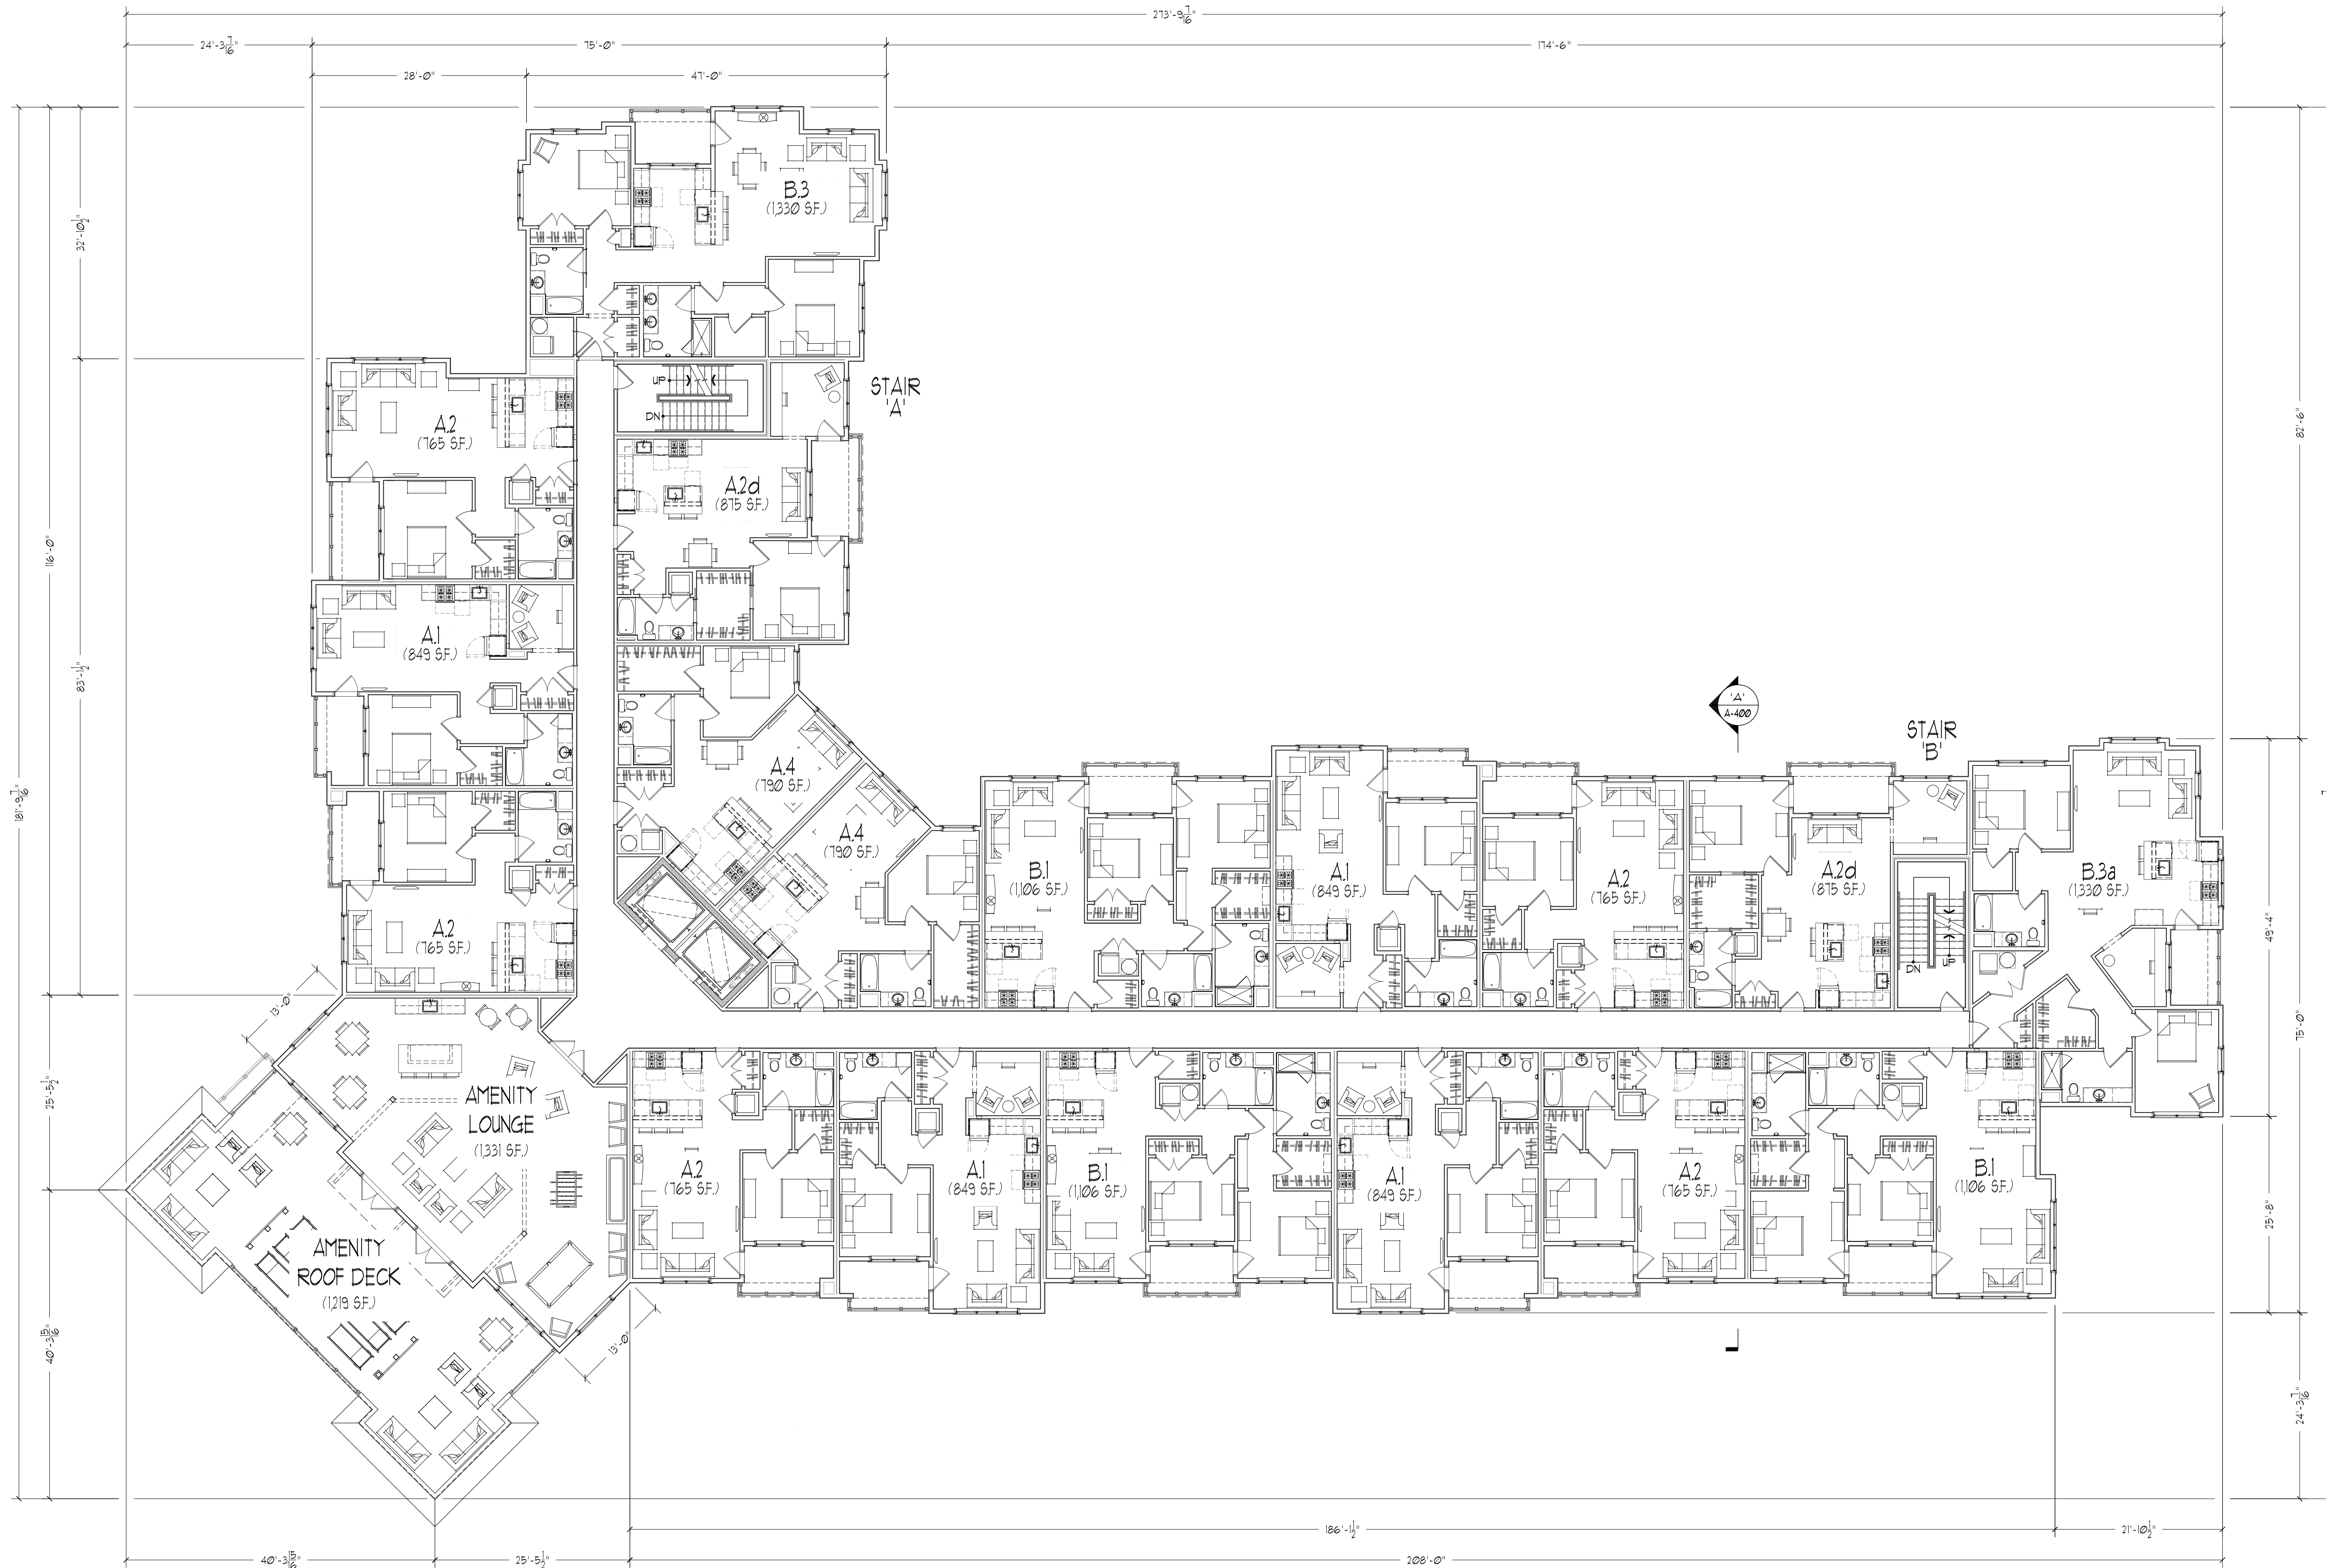 273'-9 7/16"
24'-3 7/16"
75'-0"
174'-6"
28'-0"
47'-0"
B.3
(1,330 S.F.)
32'-10 1/2"
STAIR
'A'
UP
DN
A.2
(765 S.F.)
82'-6"
A.2d
(875 S.F.)
116'-0"
A.1
(849 S.F.)
83'-1 1/2"
'A'
A-400
STAIR
'B'
181'-9 7/16"
7
A.4
(790 S.F.)
A.4
(790 S.F.)
B.1
(1,106 S.F.)
A.1
(849 S.F.)
A.2
(765 S.F.)
A.2d
(875 S.F.)
B.3a
(1,330 S.F.)
A.2
(765 S.F.)
49'-4"
DN
UP
13'-0"
75'-0"
25'-5 1/2"
AMENITY
LOUNGE
(1,331 S.F.)
A.2
(765 S.F.)
A.1
(849 S.F.)
B.1
(1,106 S.F.)
A.1
(849 S.F.)
A.2
(765 S.F.)
B.1
(1,106 S.F.)
25'-8"
AMENITY
ROOF DECK
(1,219 S.F.)
40'-3 15/16"
13'-0"
24'-3 7/16"
186'-1 1/2"
21'-10 1/2"
40'-3 15/16"
25'-5 1/2"
208'-0"